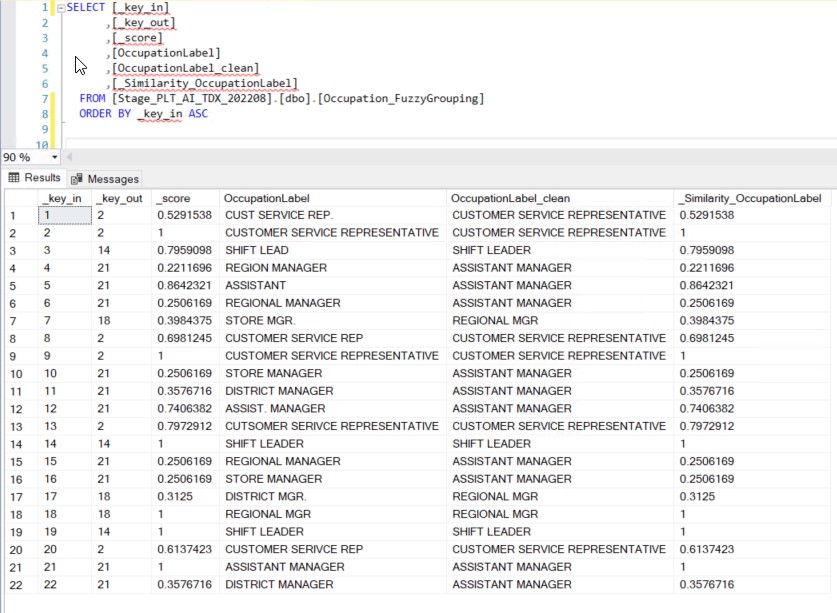 1 SELECT [_key_in]
2 ,[_key_out]
3 ,[_score]
4 ,[OccupationLabel]
5 ,[OccupationLabel_clean]
6 ,[_Similarity_OccupationLabel]
7 FROM [Stage_PLT_AI_TDX_202208].[dbo].[Occupation_FuzzyGrouping]
8 ORDER BY _key_in ASC
9
10
90 %
Results Messages
_key_in _key_out _score OccupationLabel OccupationLabel_clean _Similarity_OccupationLabel
1 1 2 0.5291538 CUST SERVICE REP. CUSTOMER SERVICE REPRESENTATIVE 0.5291538
2 2 2 1 CUSTOMER SERVICE REPRESENTATIVE CUSTOMER SERVICE REPRESENTATIVE 1
3 3 14 0.7959098 SHIFT LEAD SHIFT LEADER 0.7959098
4 4 21 0.2211696 REGION MANAGER ASSISTANT MANAGER 0.2211696
5 5 21 0.8642321 ASSISTANT ASSISTANT MANAGER 0.8642321
6 6 21 0.2506169 REGIONAL MANAGER ASSISTANT MANAGER 0.2506169
7 7 18 0.3984375 STORE MGR. REGIONAL MGR 0.3984375
8 8 2 0.6981245 CUSTOMER SERVICE REP CUSTOMER SERVICE REPRESENTATIVE 0.6981245
9 9 2 1 CUSTOMER SERVICE REPRESENTATIVE CUSTOMER SERVICE REPRESENTATIVE 1
10 10 21 0.2506169 STORE MANAGER ASSISTANT MANAGER 0.2506169
11 11 21 0.3576716 DISTRICT MANAGER ASSISTANT MANAGER 0.3576716
12 12 21 0.7406382 ASSIST. MANAGER ASSISTANT MANAGER 0.7406382
13 13 2 0.7972912 CUTSOMER SERIVCE REPRESENTATIVE CUSTOMER SERVICE REPRESENTATIVE 0.7972912
14 14 14 1 SHIFT LEADER SHIFT LEADER 1
15 15 21 0.2506169 REGIONAL MANAGER ASSISTANT MANAGER 0.2506169
16 16 21 0.2506169 STORE MANAGER ASSISTANT MANAGER 0.2506169
17 17 18 0.3125 DISTRICT MGR. REGIONAL MGR 0.3125
18 18 18 1 REGIONAL MGR REGIONAL MGR 1
19 19 14 1 SHIFT LEADER SHIFT LEADER 1
20 20 2 0.6137423 CUSTOMER SERIVCE REP CUSTOMER SERVICE REPRESENTATIVE 0.6137423
21 21 21 1 ASSISTANT MANAGER ASSISTANT MANAGER 1
22 22 21 0.3576716 DISTRICT MANAGER ASSISTANT MANAGER 0.3576716